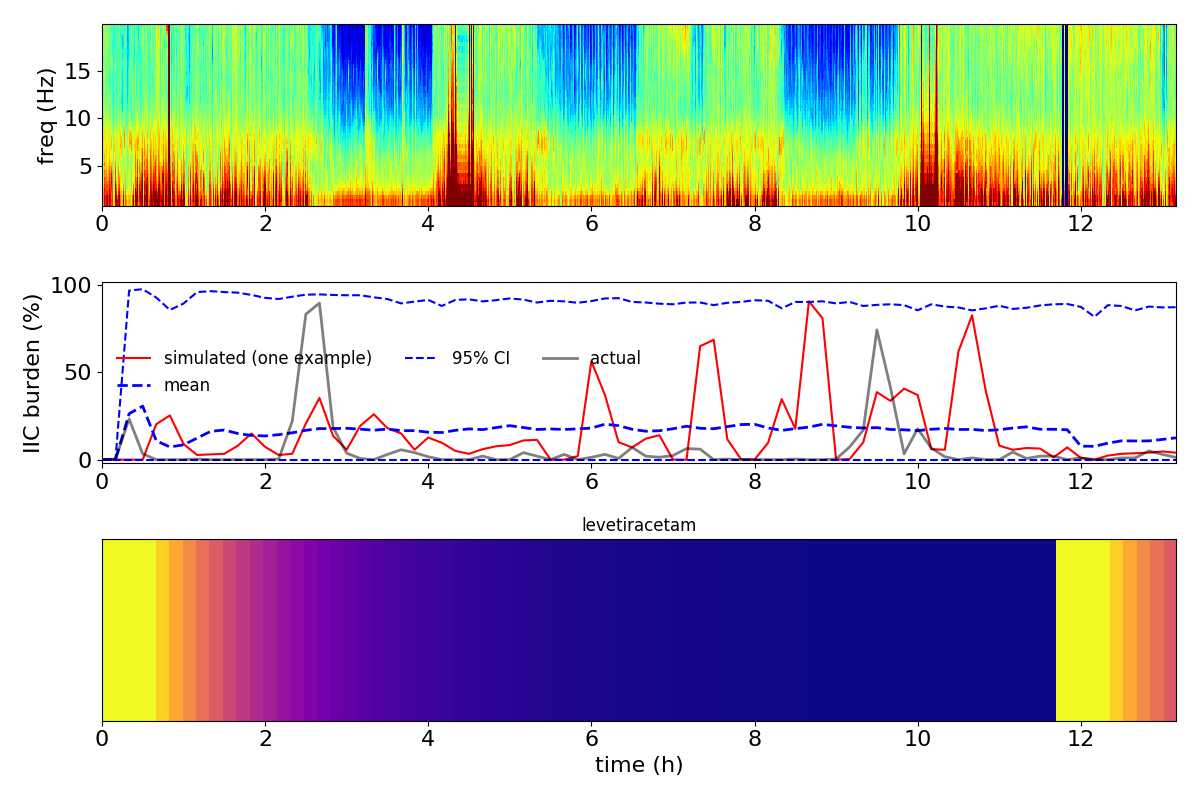 freq (Hz)
15
10
5
0 2 4 6 8 10 12
IIC burden (%)
100
50
0
simulated (one example) 95% CI actual
mean
0 2 4 6 8 10 12
levetiracetam
0 2 4 6 8 10 12
time (h)